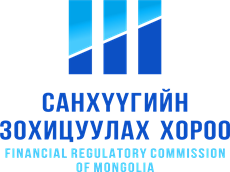 САНХҮҮГИЙН
ЗОХИЦУУЛАХ ХОРОО
FINANCIAL REGULATORY COMMISSION
OF MONGOLIA